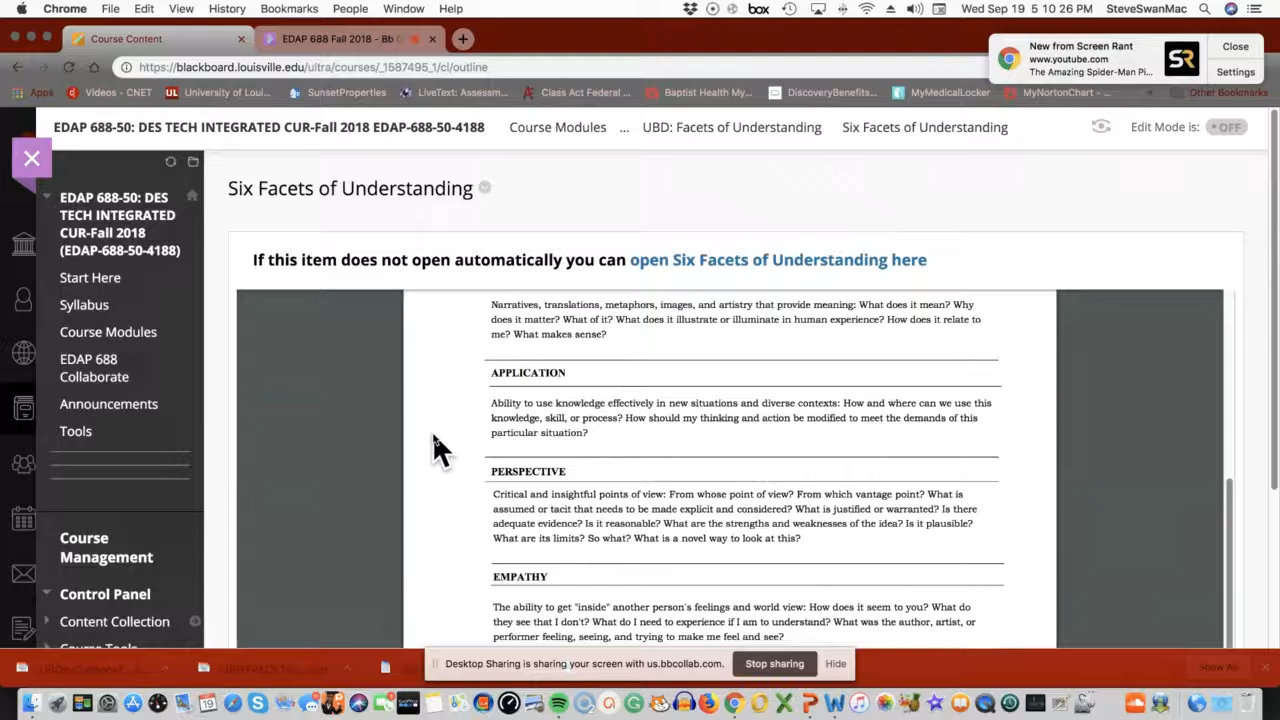 Chrome File Edit View History Bookmarks People Window Help box Wed Sep 19 5:10:26 PM SteveSwanMac
Course Content EDAP 688 Fall 2018 - Bb C
https://blackboard.louisville.edu/ultra/courses/_1587495_1/cl/outline
New from Screen Rant
www.youtube.com
The Amazing Spider-Man Pi...
SR
Close
Settings
Apps Videos - CNET University of Loui... SunsetProperties LiveText: Assessm... Class Act Federal ... Baptist Health My... DiscoveryBenefits... MyMedicalLocker MyNortonChart - ... Other Bookmarks
EDAP 688-50: DES TECH INTEGRATED CUR-Fall 2018 EDAP-688-50-4188 Course Modules ... UBD: Facets of Understanding Six Facets of Understanding Edit Mode is: OFF
EDAP 688-50: DES
TECH INTEGRATED
CUR-Fall 2018
(EDAP-688-50-4188)
Start Here
Syllabus
Course Modules
EDAP 688
Collaborate
Announcements
Tools
Course
Management
Control Panel
Content Collection
Course Tools
Six Facets of Understanding
If this item does not open automatically you can open Six Facets of Understanding here
Narratives, translations, metaphors, images, and artistry that provide meaning: What does it mean? Why
does it matter? What of it? What does it illustrate or illuminate in human experience? How does it relate to
me? What makes sense?
APPLICATION
Ability to use knowledge effectively in new situations and diverse contexts: How and where can we use this
knowledge, skill, or process? How should my thinking and action be modified to meet the demands of this
particular situation?
PERSPECTIVE
Critical and insightful points of view: From whose point of view? From which vantage point? What is
assumed or tacit that needs to be made explicit and considered? What is justified or warranted? Is there
adequate evidence? Is it reasonable? What are the strengths and weaknesses of the idea? Is it plausible?
What are its limits? So what? What is a novel way to look at this?
EMPATHY
The ability to get "inside" another person's feelings and world view: How does it seem to you? What do
they see that I don't? What do I need to experience if I am to understand? What was the author, artist, or
performer feeling, seeing, and trying to make me feel and see?
Desktop Sharing is sharing your screen with us.bbcollab.com. Stop sharing Hide
Show All